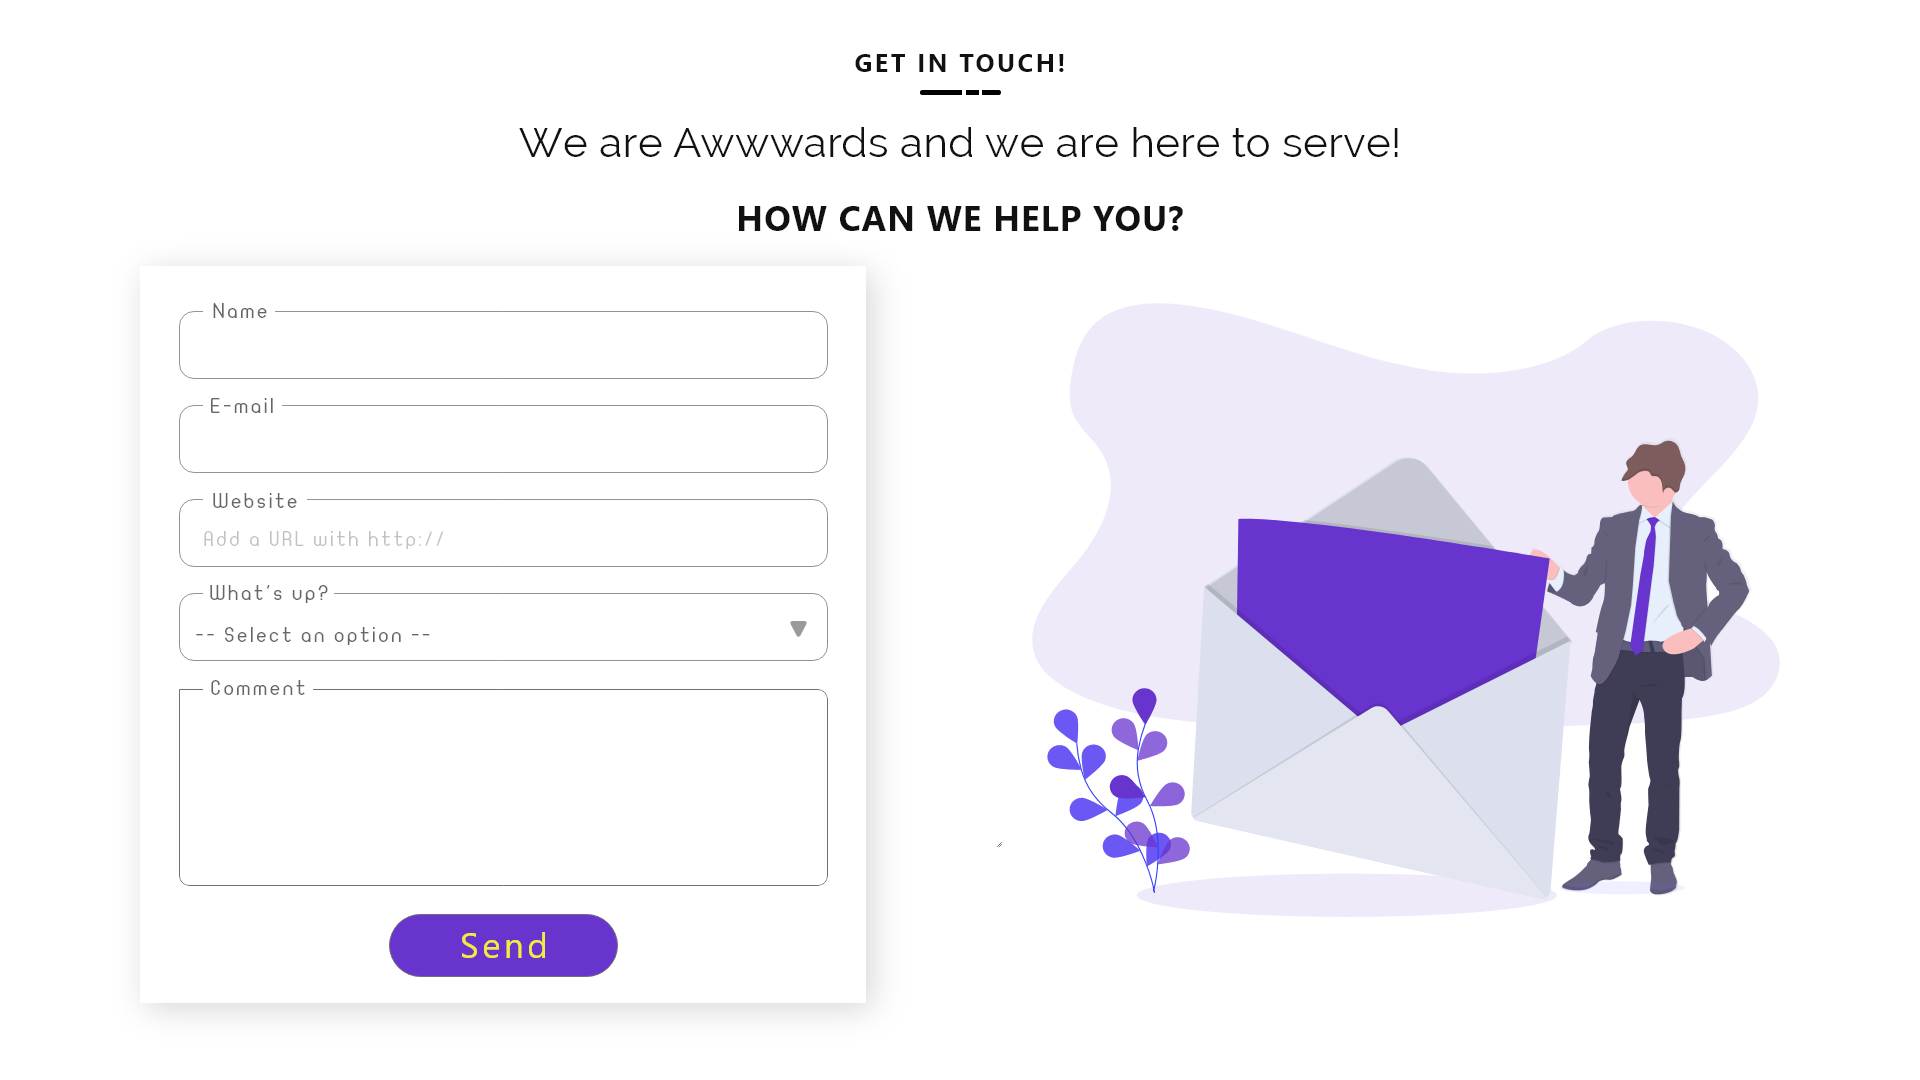 GET IN TOUCH!
We are Awwwards and we are here to serve!
HOW CAN WE HELP YOU?
Name
E-mail
Website
Add a URL with http://
What's up?
-- Select an option --
Comment
Send